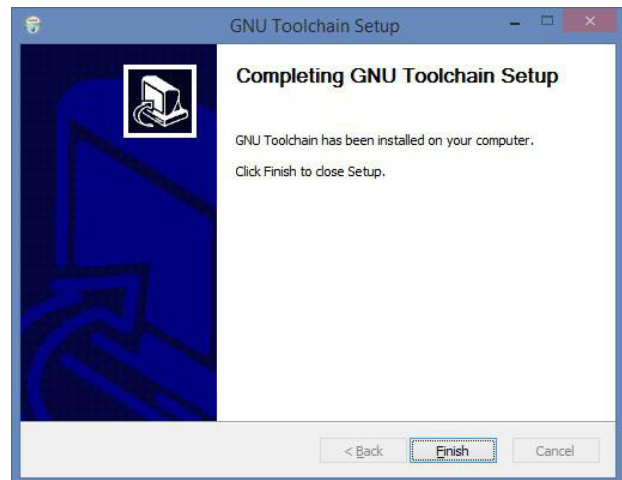 GNU Toolchain Setup
Completing GNU Toolchain Setup
GNU Toolchain has been installed on your computer.
Click Finish to close Setup.
< Back
Finish
Cancel